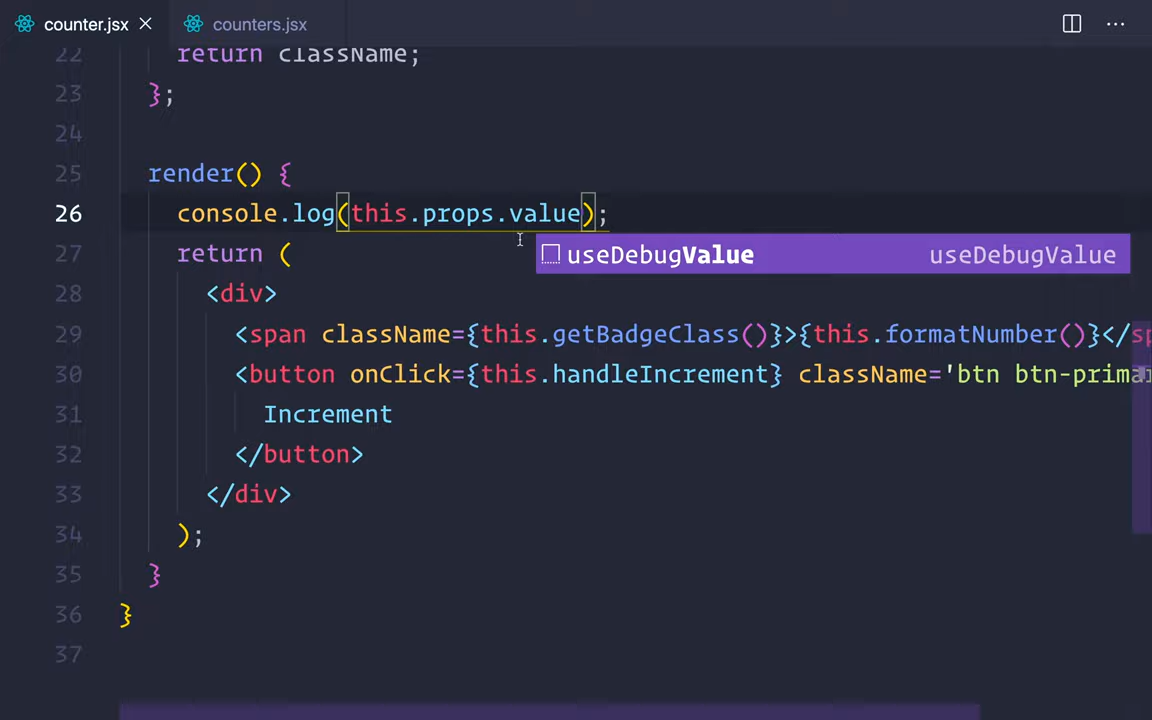 counter.jsx
counters.jsx
22 return className;
23 };
24
25 render() {
26 console.log(this.props.value);
27 return (
useDebugValue useDebugValue
28 <div>
29 <span className={this.getBadgeClass()}>{this.formatNumber()}</sp
30 <button onClick={this.handleIncrement} className='btn btn-prima
31 Increment
32 </button>
33 </div>
34 );
35 }
36 }
37